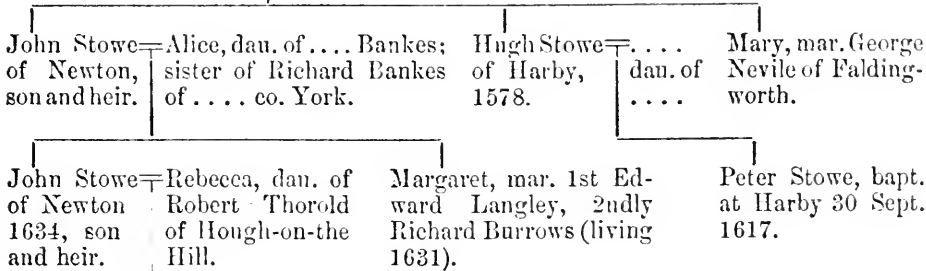 John Stowe=Alice, dau. of .... Bankes;
of Newton, sister of Richard Bankes
son and heir. of .... co. York.
Hugh Stowe=....
of Harby, dau. of
1578. ....
Mary, mar. George
Nevile of Falding-
worth.
John Stowe=Rebecca, dau. of
of Newton Robert Thorold
1634, son of Hough-on-the
and heir. Hill.
Margaret, mar. 1st Ed-
ward Langley, 2ndly
Richard Burrows (living
1631).
Peter Stowe, bapt.
at Harby 30 Sept.
1617.